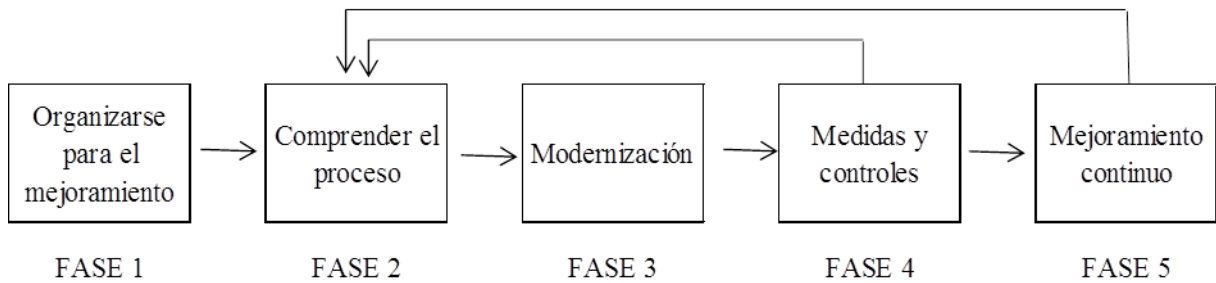 Organizarse
para el
mejoramiento
Comprender el
proceso
Modernización
Medidas y
controles
Mejoramiento
continuo
FASE 1
FASE 2
FASE 3
FASE 4
FASE 5